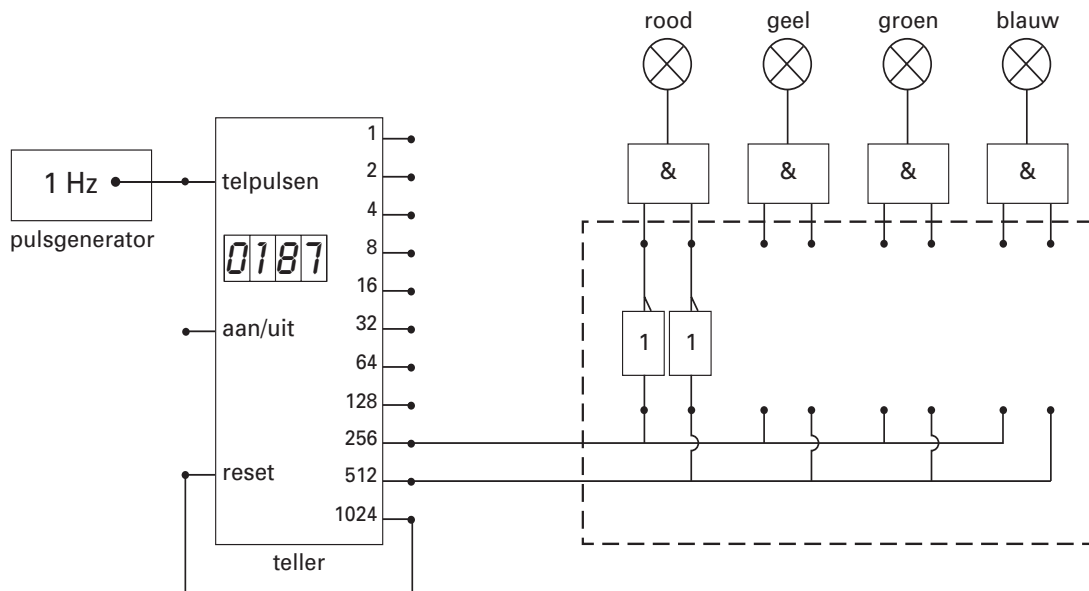 rood geel groen blauw
& & & &
1 Hz
pulsgenerator
telpulsen
0187
aan/uit
reset
1
2
4
8
16
32
64
128
256
512
1024
teller
1 1